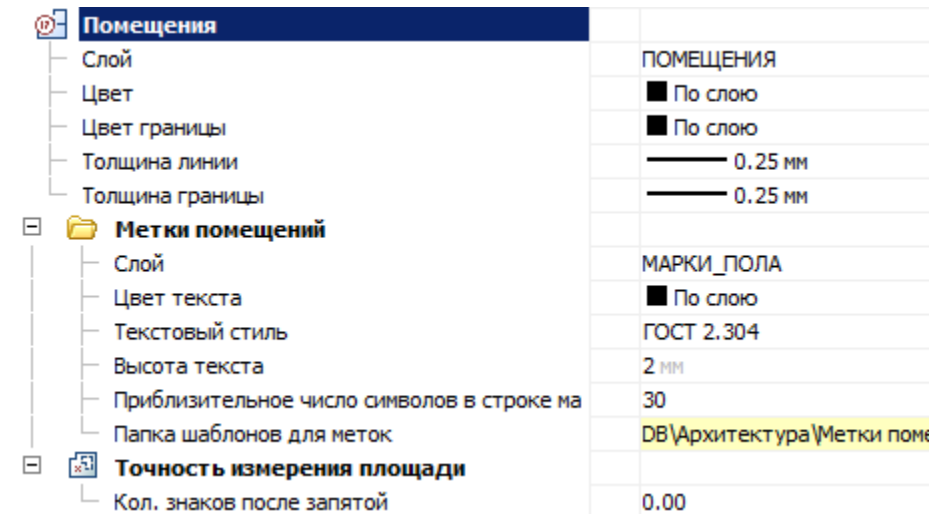 Помещения
Слой ПОМЕЩЕНИЯ
Цвет По слою
Цвет границы По слою
Толщина линии 0.25 мм
Толщина границы 0.25 мм
Метки помещений
Слой МАРКИ_ПОЛА
Цвет текста По слою
Текстовый стиль ГОСТ 2.304
Высота текста 2 мм
Приблизительное число символов в строке ма 30
Папка шаблонов для меток DB\Архитектура\Метки поме
Точность измерения площади
Кол. знаков после запятой 0.00